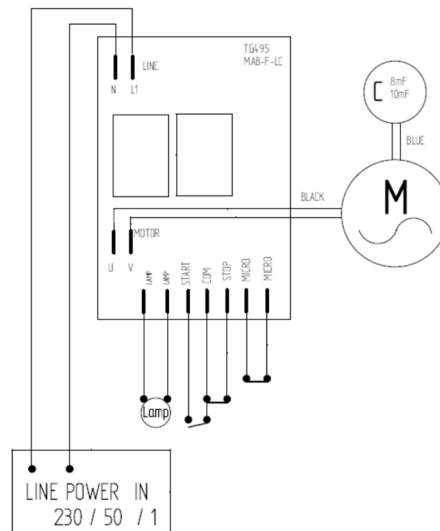 TG495
MAB-F-LC
LINE
N L1
8mF
10mF
C
BLUE
BLACK
M
MOTOR
U V
LAMP
LAMP
START
COM
STOP
MICRO
MICRO
Lamp
LINE POWER IN
230 / 50 / 1